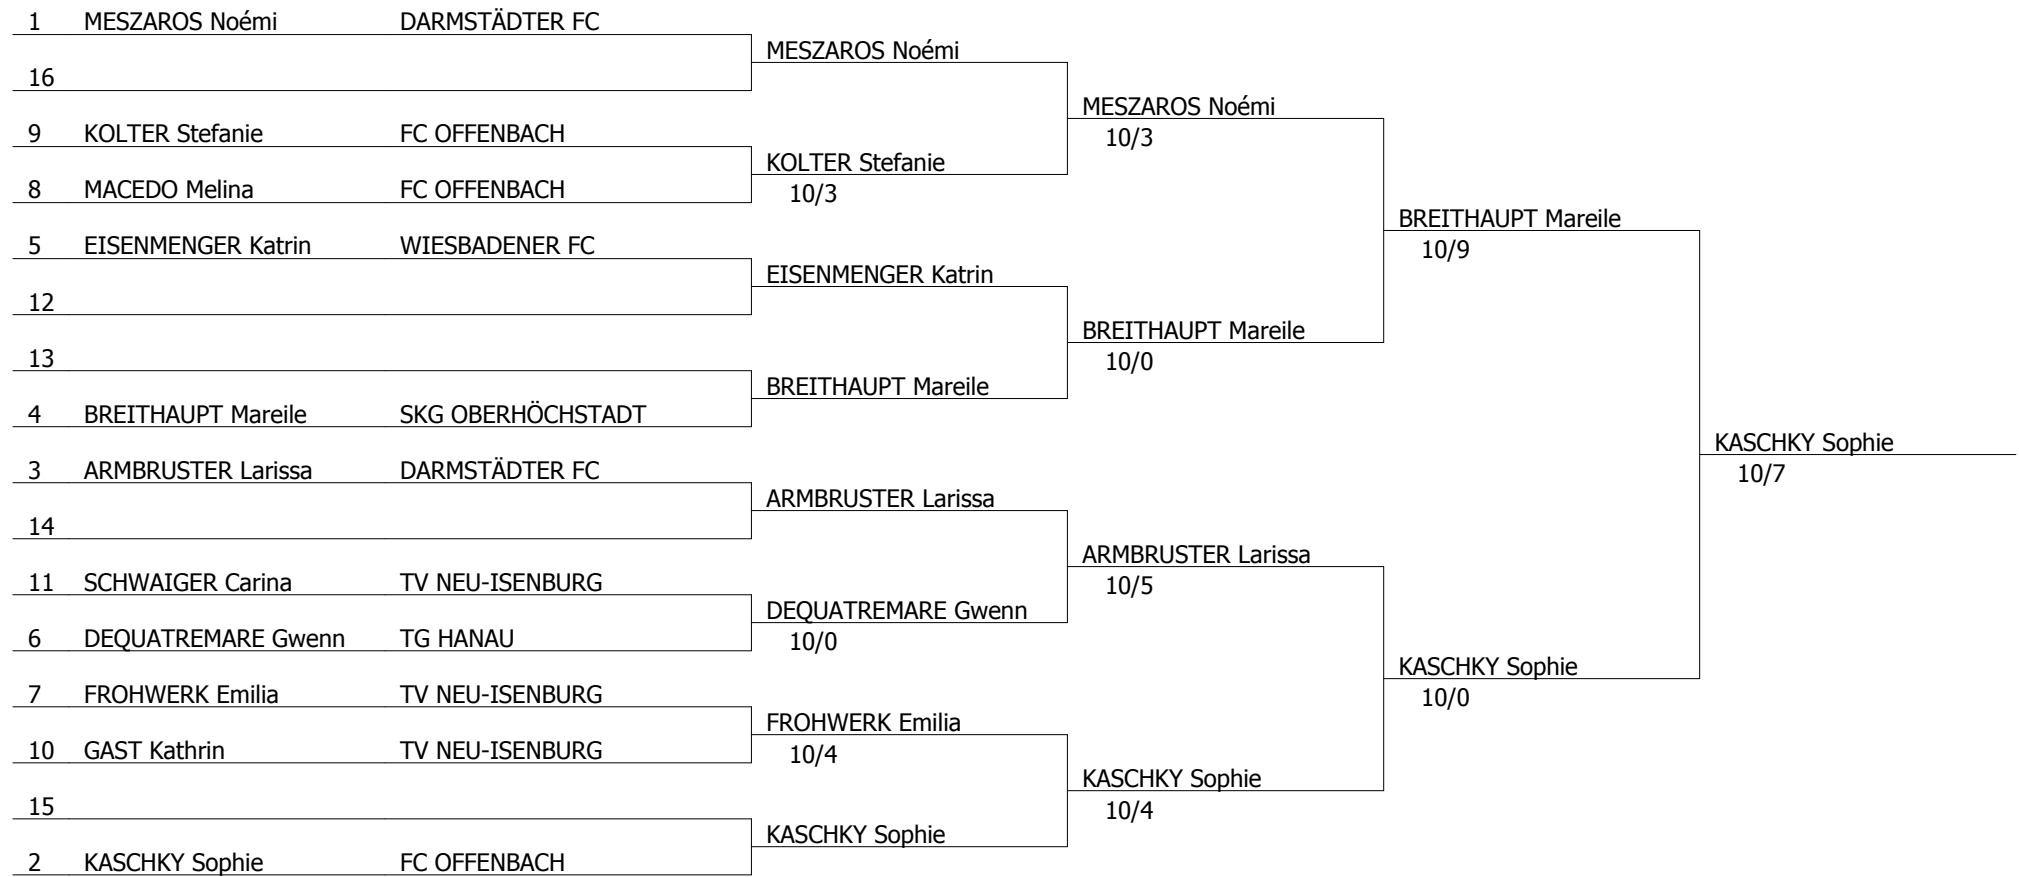 1 MESZAROS Noémi DARMSTÄDTER FC
MESZAROS Noémi
16
MESZAROS Noémi
10/3
9 KOLTER Stefanie FC OFFENBACH
KOLTER Stefanie
10/3
8 MACEDO Melina FC OFFENBACH
BREITHAUPT Mareile
10/9
5 EISENMENGER Katrin WIESBADENER FC
EISENMENGER Katrin
12
BREITHAUPT Mareile
10/0
13
BREITHAUPT Mareile
4 BREITHAUPT Mareile SKG OBERHÖCHSTADT
KASCHKY Sophie
10/7
3 ARMBRUSTER Larissa DARMSTÄDTER FC
ARMBRUSTER Larissa
14
ARMBRUSTER Larissa
10/5
11 SCHWAIGER Carina TV NEU-ISENBURG
DEQUATREMARE Gwenn
10/0
6 DEQUATREMARE Gwenn TG HANAU
KASCHKY Sophie
10/0
7 FROHWERK Emilia TV NEU-ISENBURG
FROHWERK Emilia
10/4
10 GAST Kathrin TV NEU-ISENBURG
KASCHKY Sophie
10/4
15
KASCHKY Sophie
2 KASCHKY Sophie FC OFFENBACH